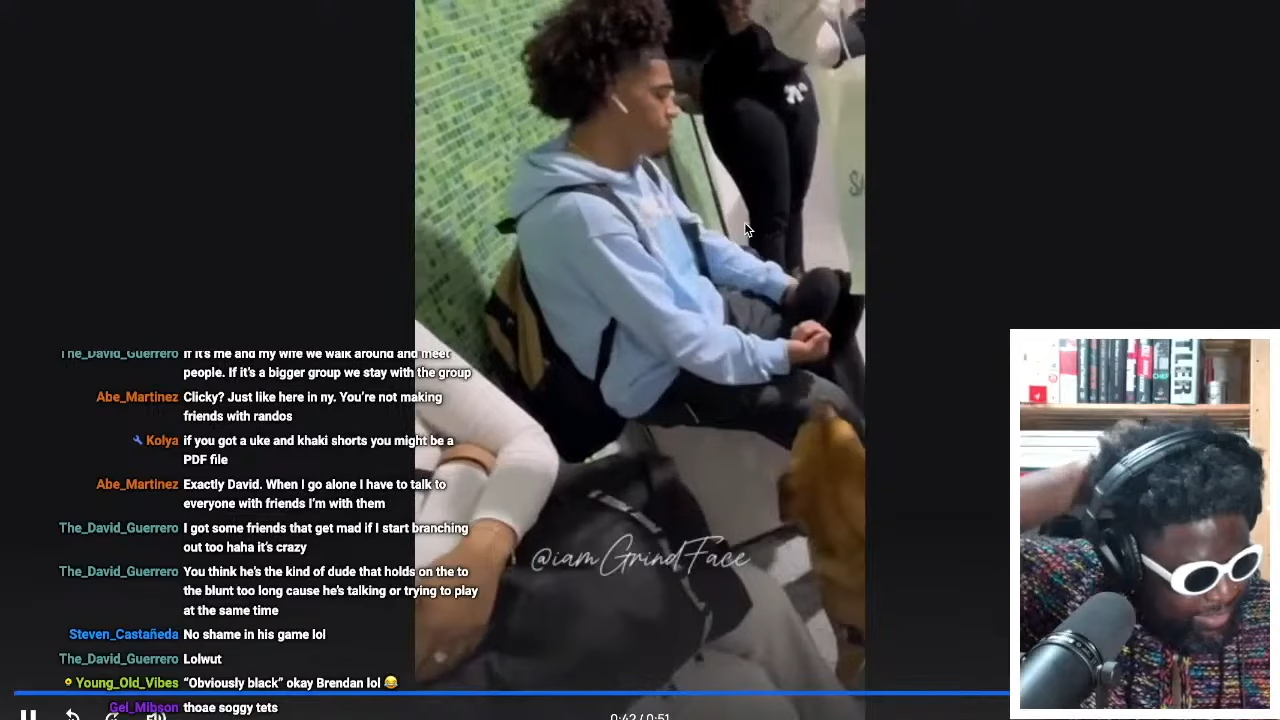 The_David_Guerrero If it's me and my wife we walk around and meet
people. If it's a bigger group we stay with the group
Abe_Martinez Clicky? Just like here in ny. You're not making
friends with randos
Kolya if you got a uke and khaki shorts you might be a
PDF file
Abe_Martinez Exactly David. When I go alone I have to talk to
everyone with friends I'm with them
The_David_Guerrero I got some friends that get mad if I start branching
out too haha it's crazy
The_David_Guerrero You think he's the kind of dude that holds on the to
the blunt too long cause he's talking or trying to play
at the same time
Steven_Castañeda No shame in his game lol
The_David_Guerrero Lolwut
Young_Old_Vibes “Obviously black” okay Brendan lol 😂
Gel_Mibson thoae soggy tets
@iamGrindFace
0:42 / 0:51